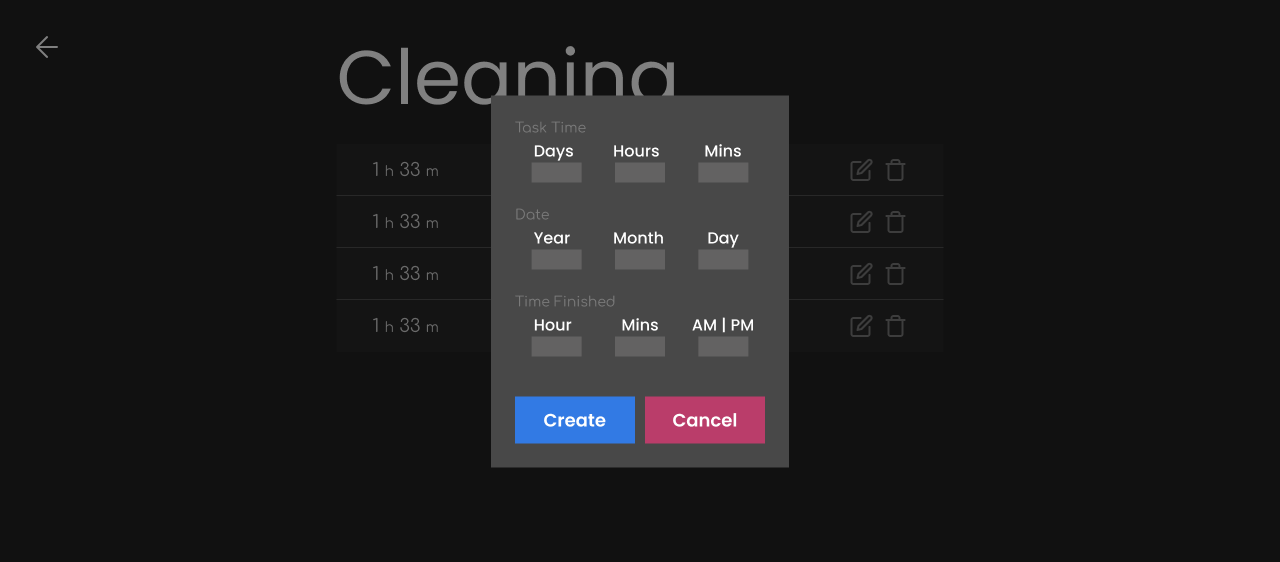 Cleaning
Task Time
Days Hours Mins
1 h 33 m
Date
Year Month Day
1 h 33 m
1 h 33 m
Time Finished
Hour Mins AM | PM
1 h 33 m
Create Cancel